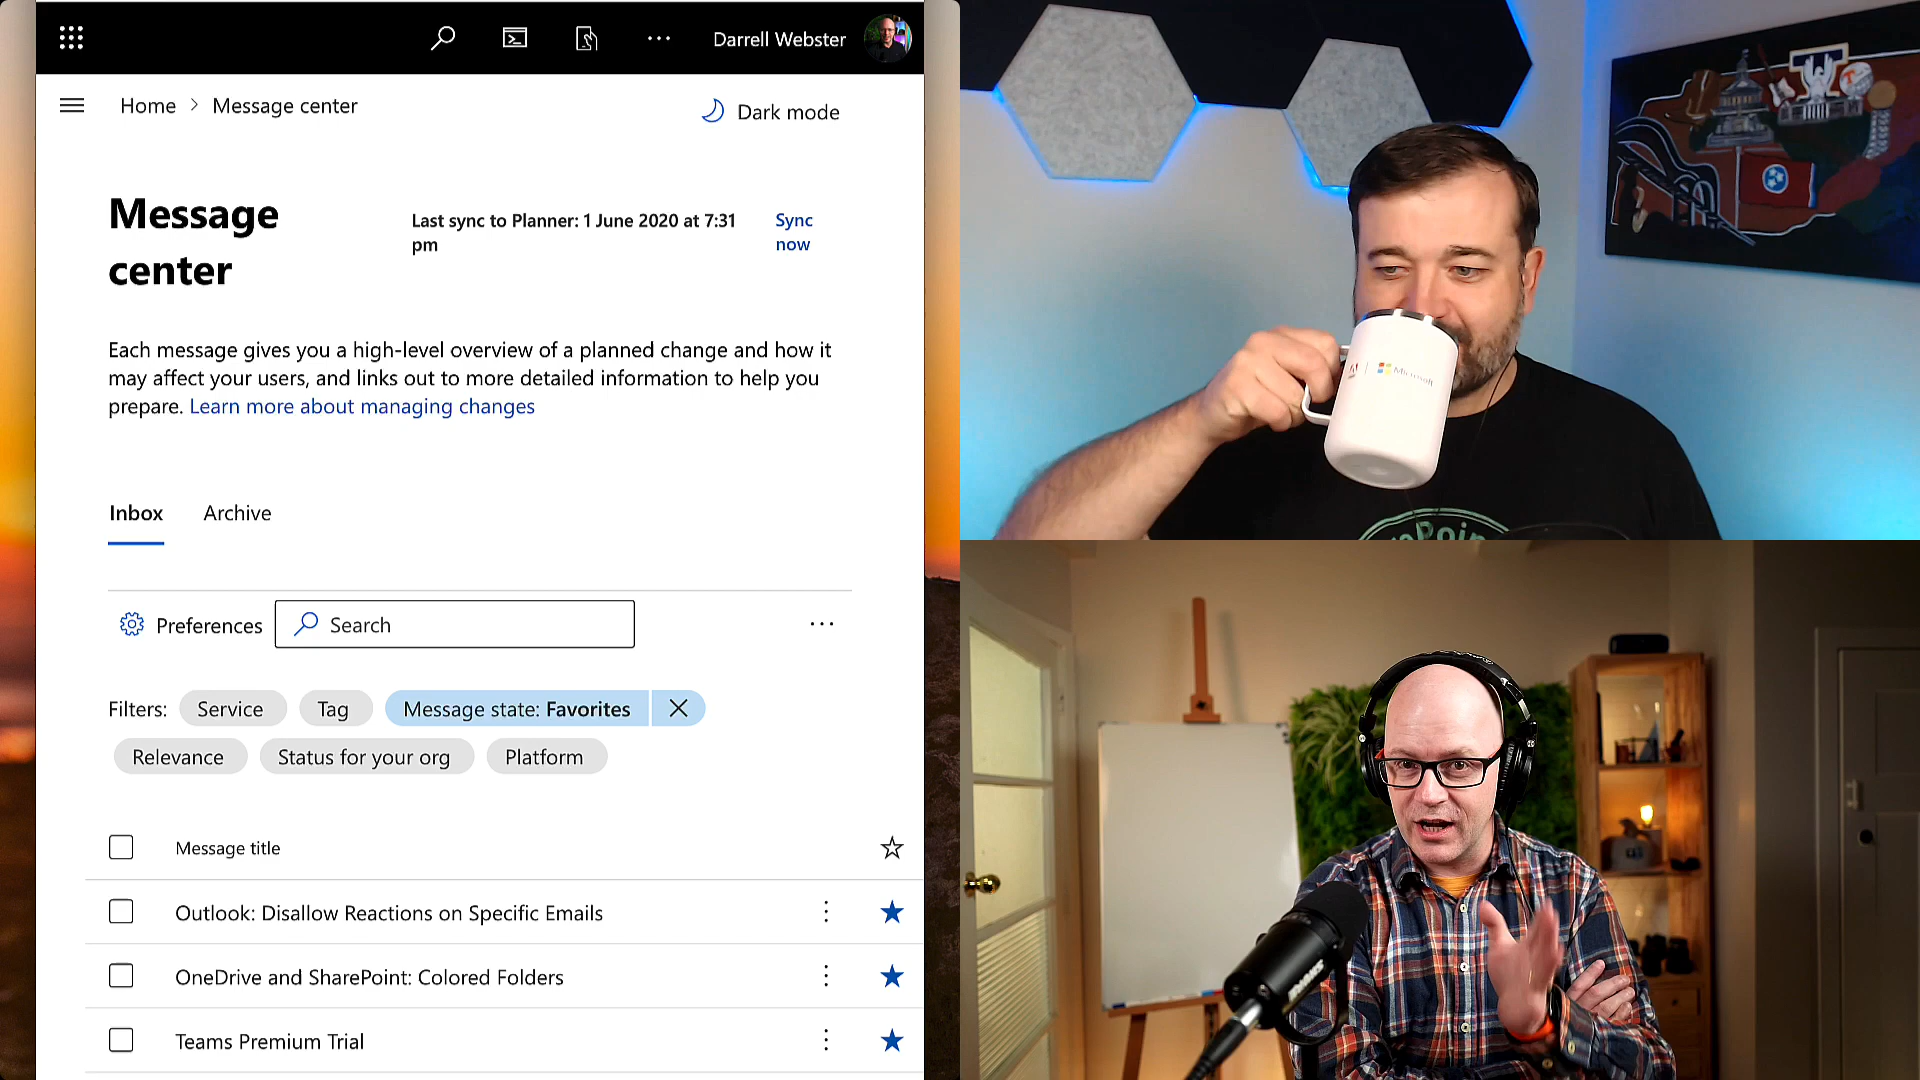 Darrell Webster
Home > Message center
Dark mode
Message
center
Last sync to Planner: 1 June 2020 at 7:31
pm
Sync
now
Each message gives you a high-level overview of a planned change and how it
may affect your users, and links out to more detailed information to help you
prepare. Learn more about managing changes
Inbox
Archive
Preferences
Search
Filters:
Service
Tag
Message state: Favorites
Relevance
Status for your org
Platform
Message title
Outlook: Disallow Reactions on Specific Emails
OneDrive and SharePoint: Colored Folders
Teams Premium Trial
Microsoft